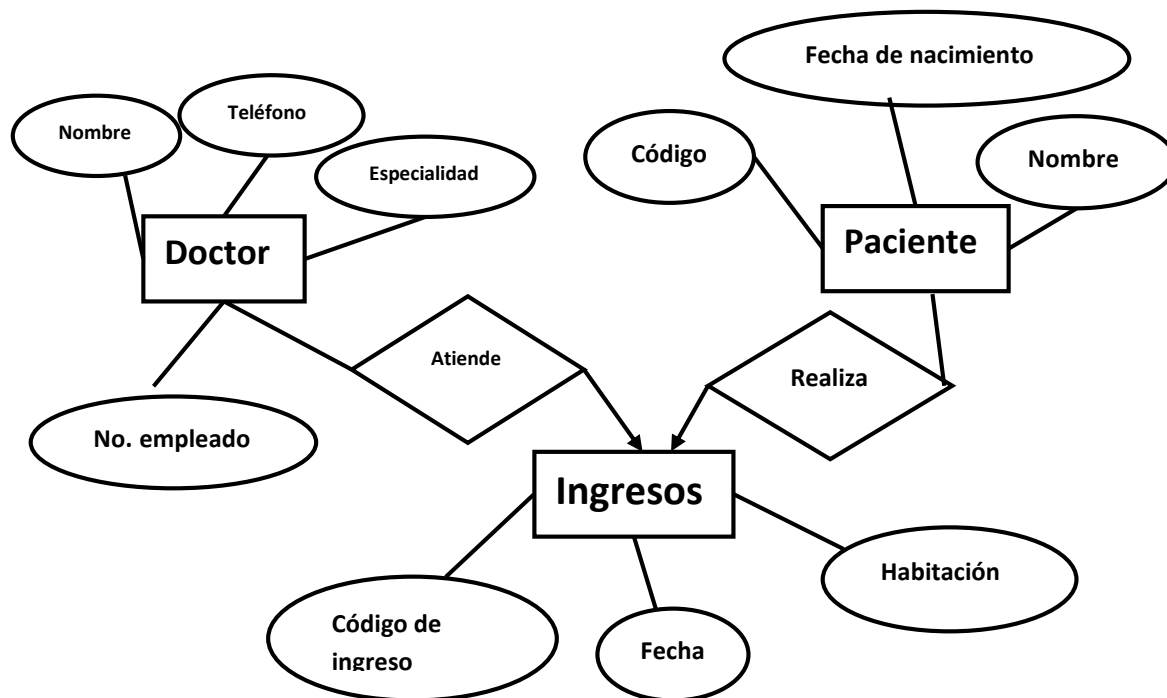 Fecha de nacimiento
Teléfono
Nombre
Código
Nombre
Especialidad
Doctor
Paciente
Atiende
Realiza
No. empleado
Ingresos
Habitación
Código de
ingreso
Fecha